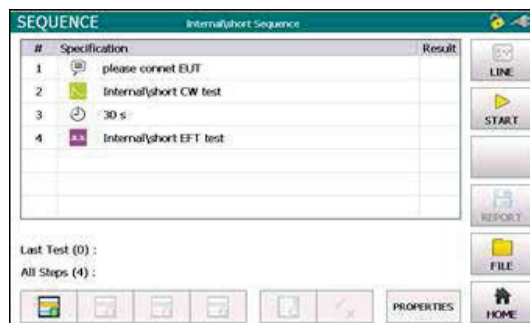 SEQUENCE
Internal\short Sequence
# Specification Result
1 please connet EUT
2 Internal\short CW test
3 30 s
4 Internal\short EFT test
Last Test (0) :
All Steps (4) :
LINE
START
REPORT
FILE
HOME
PROPERTIES